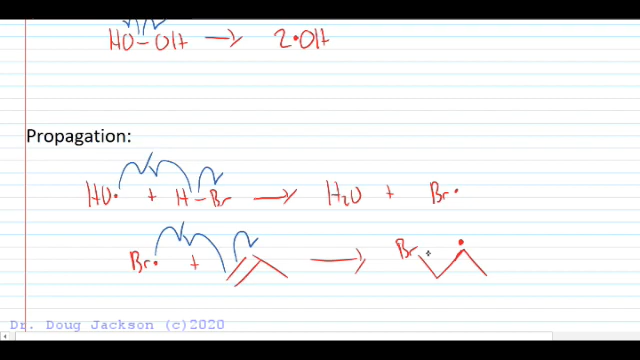 HO–OH → 2•OH
Propagation:
HO• + H–Br → H₂O + Br•
Br• + → Br
Dr. Doug Jackson (c)2020